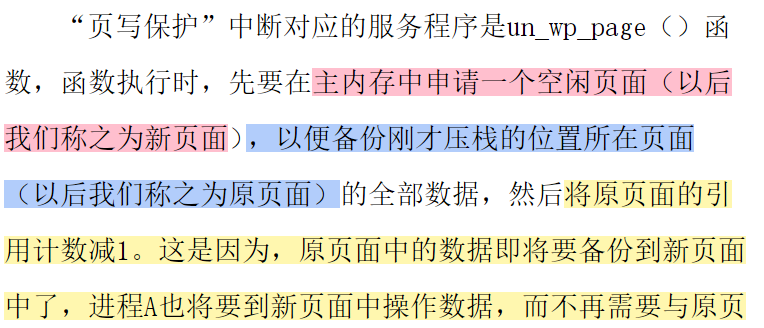 “页写保护”中断对应的服务程序是un_wp_page（）函
数，函数执行时，先要在主内存中申请一个空闲页面（以后
我们称之为新页面），以便备份刚才压栈的位置所在页面
（以后我们称之为原页面）的全部数据，然后将原页面的引
用计数减1。这是因为，原页面中的数据即将要备份到新页面
中了，进程A也将要到新页面中操作数据，而不再需要与原页